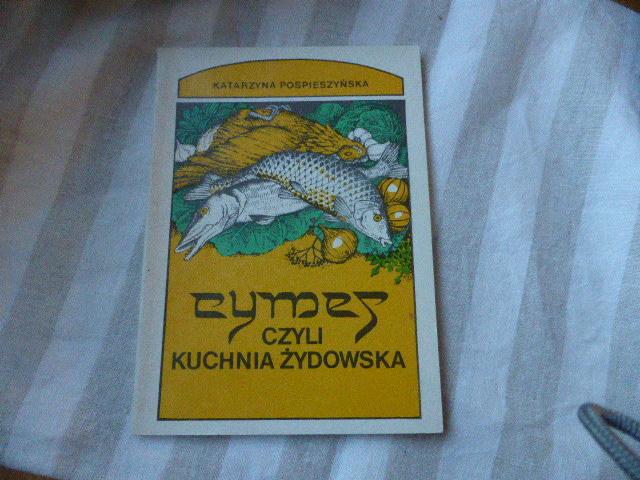 KATARZYNA POSPIESZYŃSKA
cymes
CZYLI
KUCHNIA ŻYDOWSKA